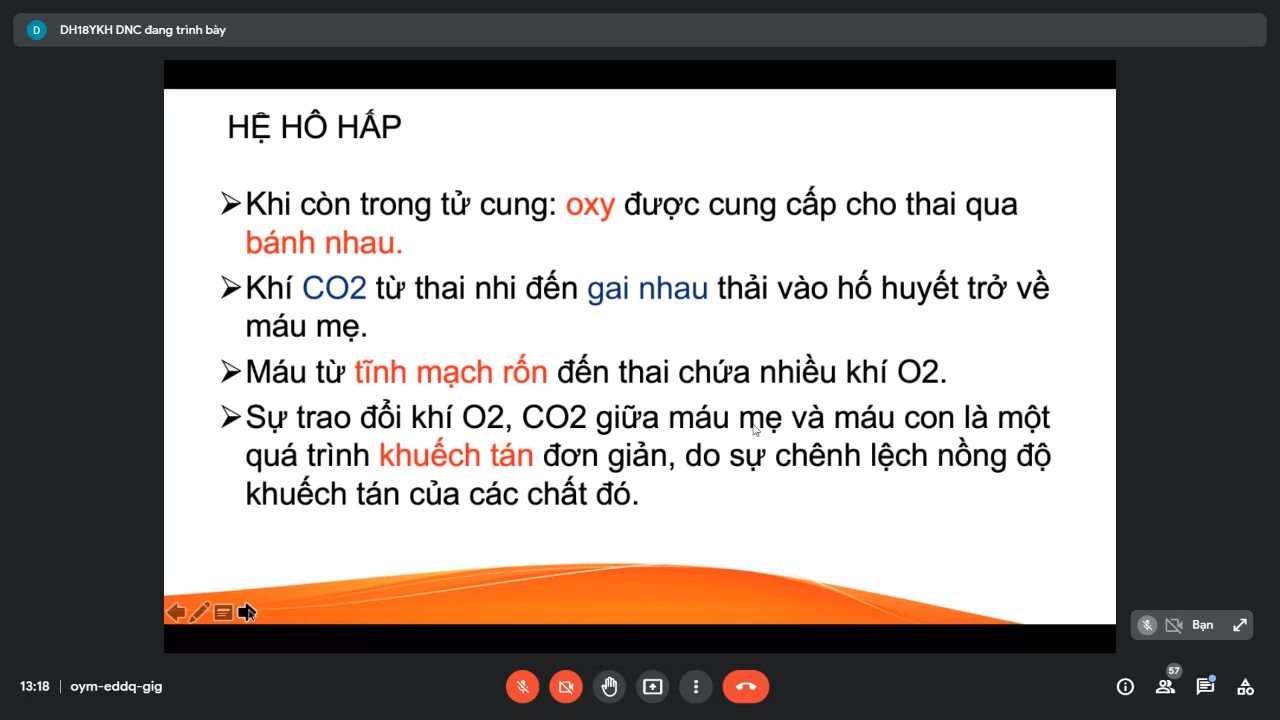 D DH18YKH DNC đang trình bày
HỆ HÔ HẤP
➢Khi còn trong tử cung: oxy được cung cấp cho thai qua
bánh nhau.
➢Khí CO2 từ thai nhi đến gai nhau thải vào hố huyết trở về
máu mẹ.
➢Máu từ tĩnh mạch rốn đến thai chứa nhiều khí O2.
➢Sự trao đổi khí O2, CO2 giữa máu mẹ và máu con là một
quá trình khuếch tán đơn giản, do sự chênh lệch nồng độ
khuếch tán của các chất đó.
Bạn
13:18 | oym-eddq-gig
57